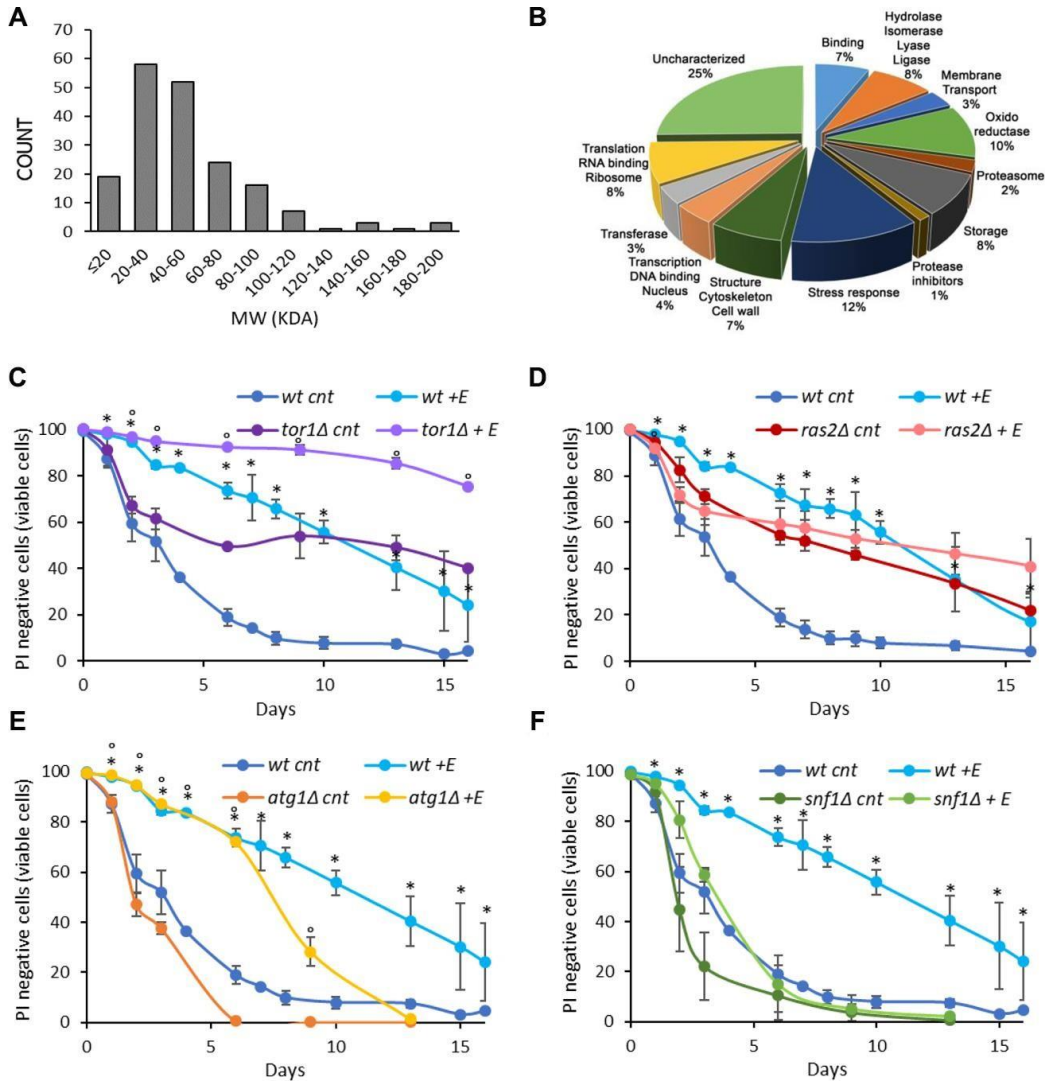 A
COUNT
70
60
50
40
30
20
10
0
≤20
20-40
40-60
60-80
80-100
100-120
120-140
140-160
160-180
180-200
MW (KDA)
B
Uncharacterized
25%
Binding
7%
Hydrolase
Isomerase
Lyase
Ligase
8%
Membrane
Transport
3%
Oxido
reductase
10%
Proteasome
2%
Storage
8%
Protease
inhibitors
1%
Stress response
12%
Structure
Cytoskeleton
Cell wall
7%
Transcription
DNA binding
Nucleus
4%
Transferase
3%
Translation
RNA binding
Ribosome
8%
C
wt cnt
wt +E
tor1Δ cnt
tor1Δ + E
PI negative cells (viable cells)
100
80
60
40
20
0
0 5 10 15
Days
D
wt cnt
wt +E
ras2Δ cnt
ras2Δ + E
PI negative cells (viable cells)
100
80
60
40
20
0
0 5 10 15
Days
E
wt cnt
wt +E
atg1Δ cnt
atg1Δ +E
PI negative cells (viable cells)
100
80
60
40
20
0
0 5 10 15
Days
F
wt cnt
wt +E
snf1Δ cnt
snf1Δ + E
PI negative cells (viable cells)
100
80
60
40
20
0
0 5 10 15
Days